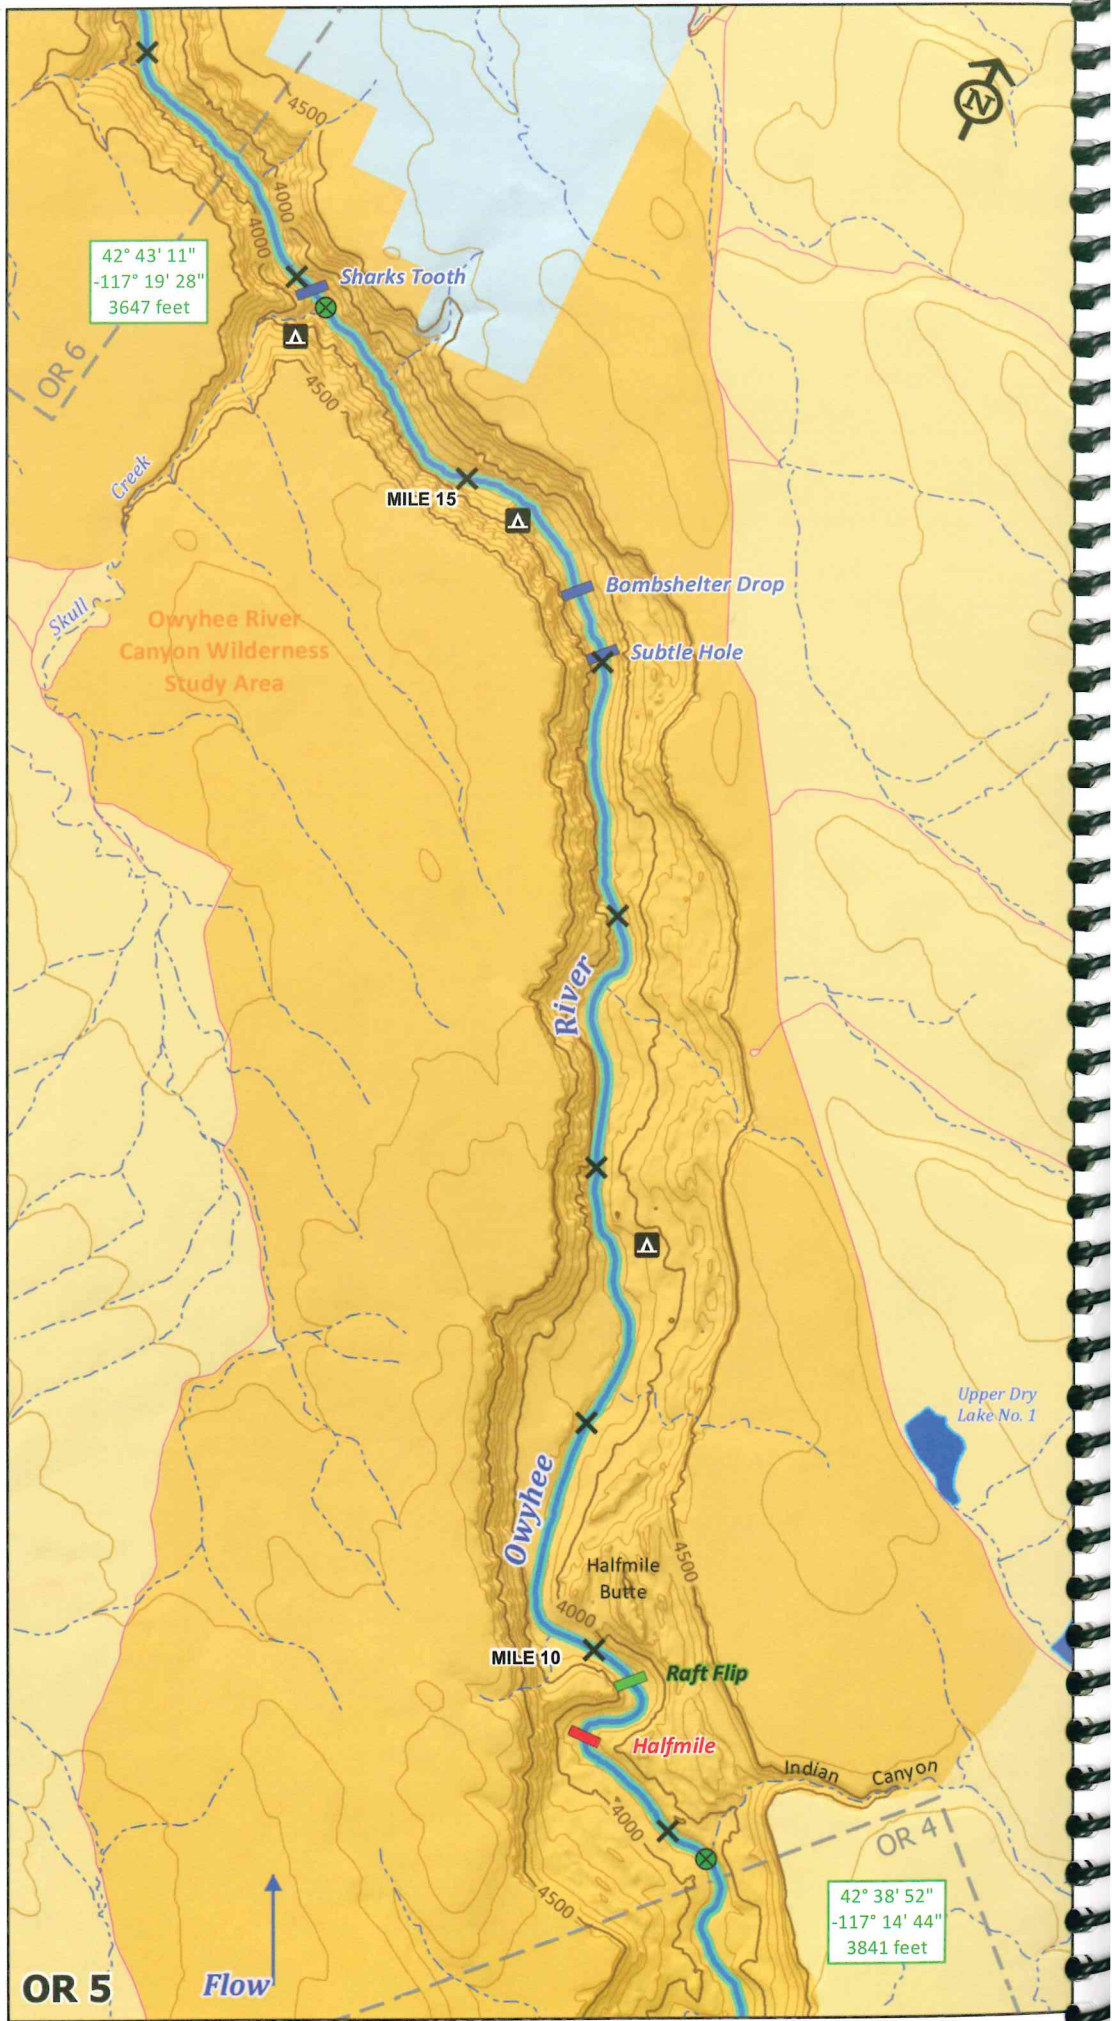 N
4500
4000
4000
42° 43' 11"
-117° 19' 28"
3647 feet
Sharks Tooth
OR 6
4500
Creek
MILE 15
Bombshelter Drop
Skull
Owyhee River
Canyon Wilderness
Study Area
Subtle Hole
River
Upper Dry
Lake No. 1
Owyhee
Halfmile
Butte
4500
4000
MILE 10
Raft Flip
Halfmile
Indian Canyon
4000
OR 4
4500
42° 38' 52"
-117° 14' 44"
3841 feet
OR 5
Flow